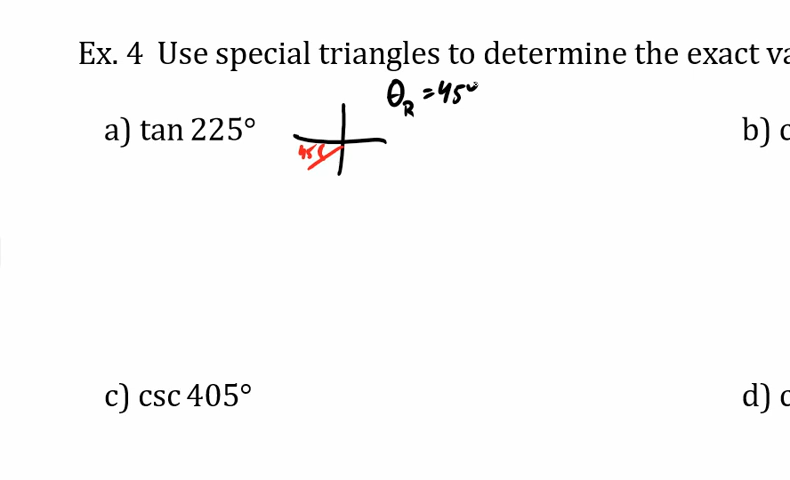 Ex. 4 Use special triangles to determine the exact va
θR = 45°
a) tan 225°
45°
b) c
c) csc 405°
d) c